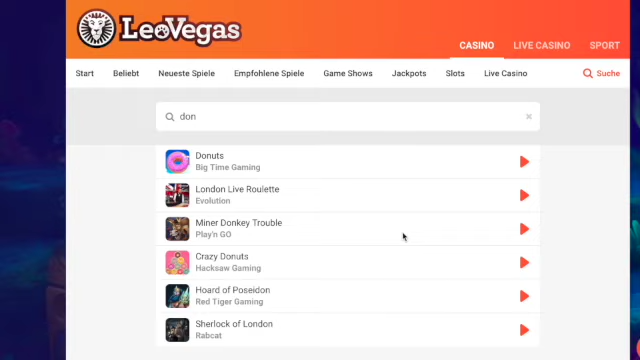 LeoVegas
CASINO LIVE CASINO SPORT
Start Beliebt Neueste Spiele Empfohlene Spiele Game Shows Jackpots Slots Live Casino Suche
don
Donuts
Big Time Gaming
London Live Roulette
Evolution
Miner Donkey Trouble
Play'n GO
Crazy Donuts
Hacksaw Gaming
Hoard of Poseidon
Red Tiger Gaming
Sherlock of London
Rabcat